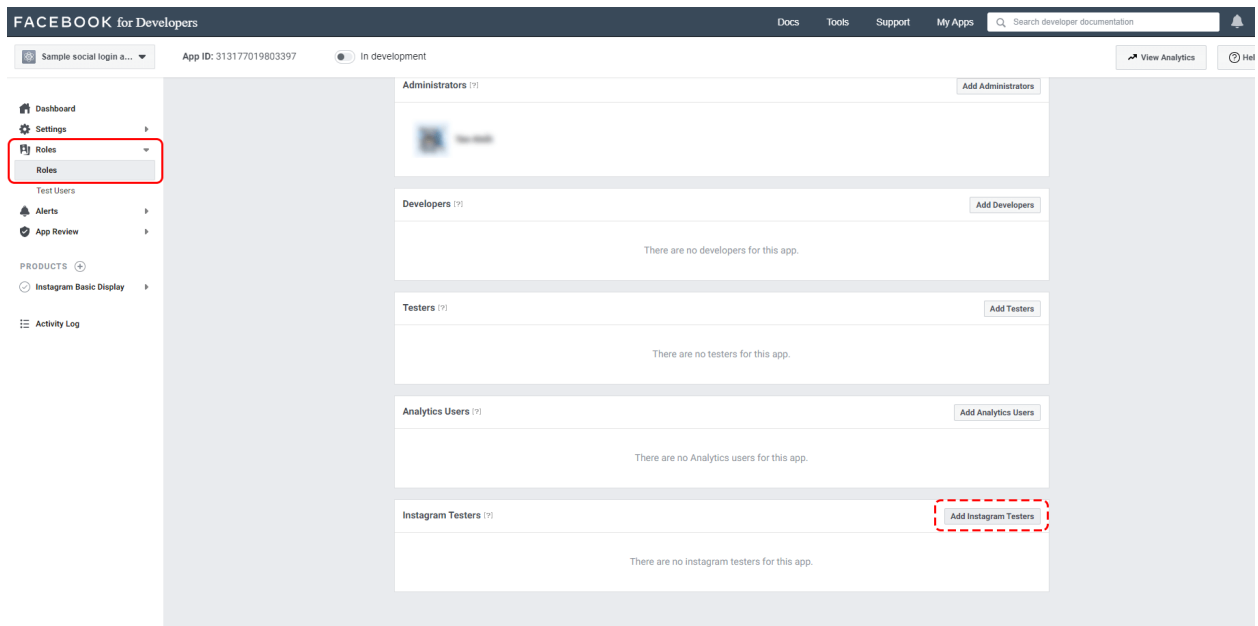 FACEBOOK for Developers
Docs Tools Support My Apps Search developer documentation
Sample social login a... App ID: 313177019803397 In development View Analytics Hel
Dashboard
Settings
Roles
Roles
Test Users
Alerts
App Review
PRODUCTS
Instagram Basic Display
Activity Log
Administrators [?] Add Administrators
Developers [?] Add Developers
There are no developers for this app.
Testers [?] Add Testers
There are no testers for this app.
Analytics Users [?] Add Analytics Users
There are no Analytics users for this app.
Instagram Testers [?] Add Instagram Testers
There are no instagram testers for this app.